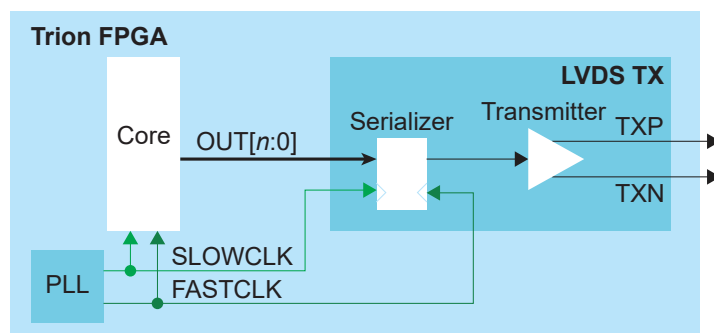 Trion FPGA
LVDS TX
Core
OUT[n:0]
Serializer
Transmitter
TXP
TXN
SLOWCLK
PLL
FASTCLK